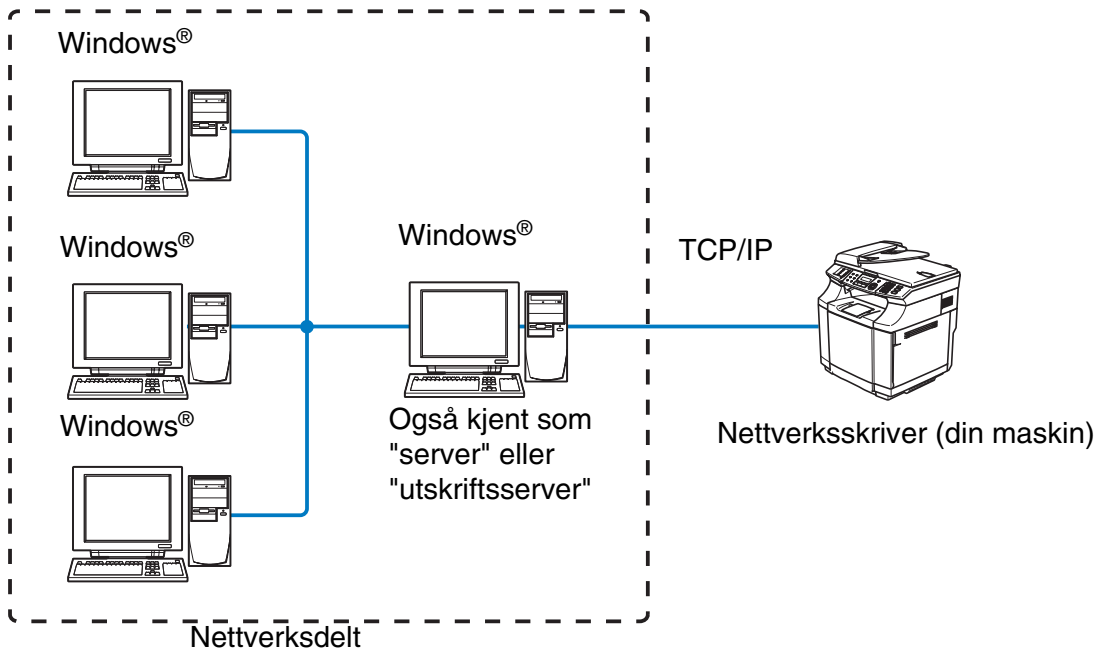 Windows®
Windows®
Windows®
Windows®
Også kjent som
"server" eller
"utskriftsserver"
TCP/IP
Nettverksskriver (din maskin)
Nettverksdelt